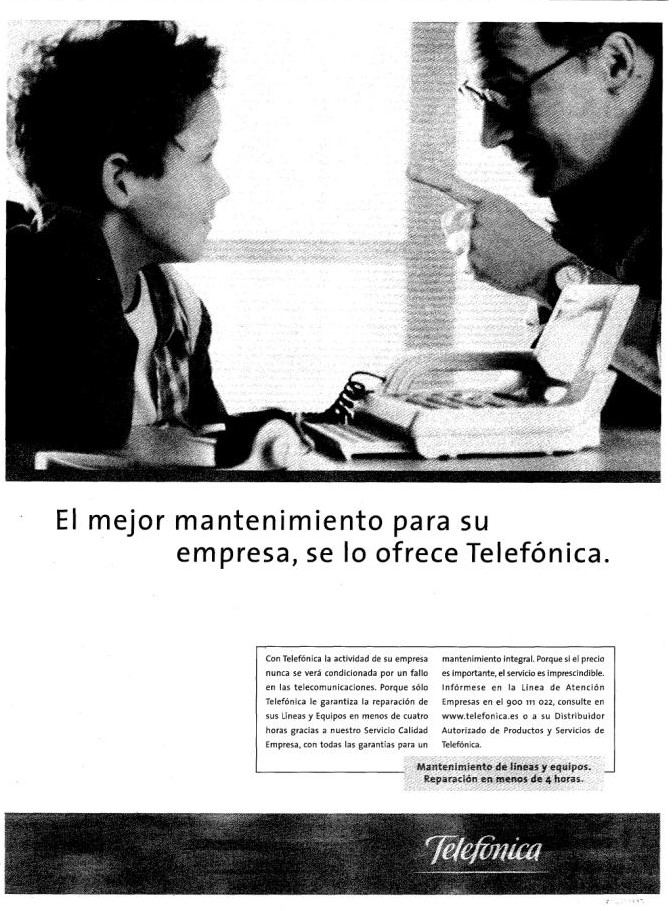 El mejor mantenimiento para su
empresa, se lo ofrece Telefónica.
Con Telefónica la actividad de su empresa
nunca se verá condicionada por un fallo
en las telecomunicaciones. Porque sólo
Telefónica le garantiza la reparación de
sus Líneas y Equipos en menos de cuatro
horas gracias a nuestro Servicio Calidad
Empresa, con todas las garantías para un
mantenimiento integral. Porque si el precio
es importante, el servicio es imprescindible.
Infórmese en la Línea de Atención
Empresas en el 900 111 022, consulte en
www.telefonica.es o a su Distribuidor
Autorizado de Productos y Servicios de
Telefónica.
Mantenimiento de líneas y equipos.
Reparación en menos de 4 horas.
Telefónica